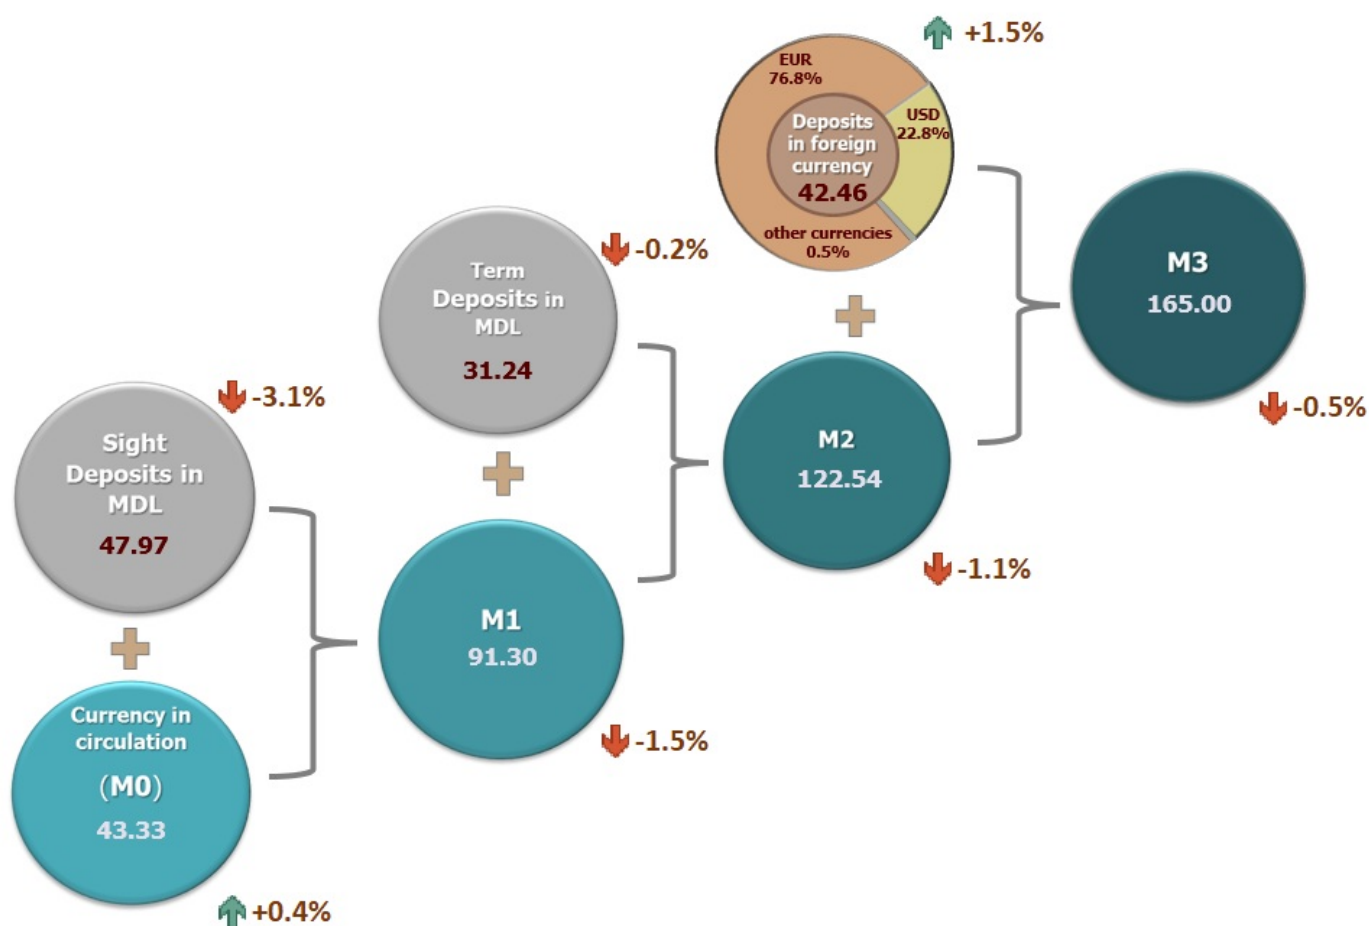 +1.5%
EUR
76.8%
USD
22.8%
Deposits
in foreign
currency
42.46
other currencies
0.5%
M3
165.00
-0.5%
Term
Deposits in
MDL
31.24
-0.2%
M2
122.54
-1.1%
Sight
Deposits in
MDL
47.97
-3.1%
M1
91.30
-1.5%
Currency in
circulation
(M0)
43.33
+0.4%